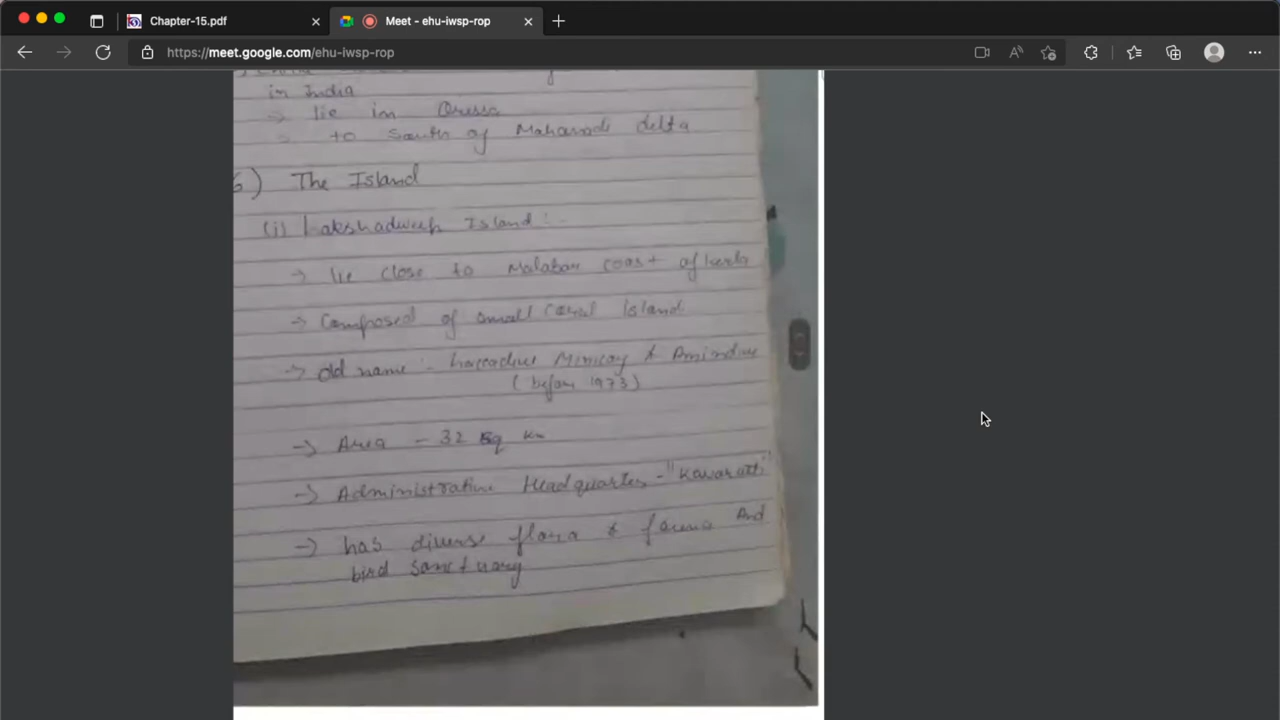 Chapter-15.pdf
Meet - ehu-iwsp-rop
https://meet.google.com/ehu-iwsp-rop
in India
→ lie in Orissa
→ to South of Mahanadi delta
6) The Island
(i) Lakshadweep Island :-
→ lie close to Malabar coast of kerla
→ Composed of small coral Island
→ old name - Laccadive Minicoy & Amindive
(before 1973)
→ Area - 32 sq km
→ Administrative Headquarter - "Kavaratti"
→ has diverse flora & fauna And
bird sanctuary